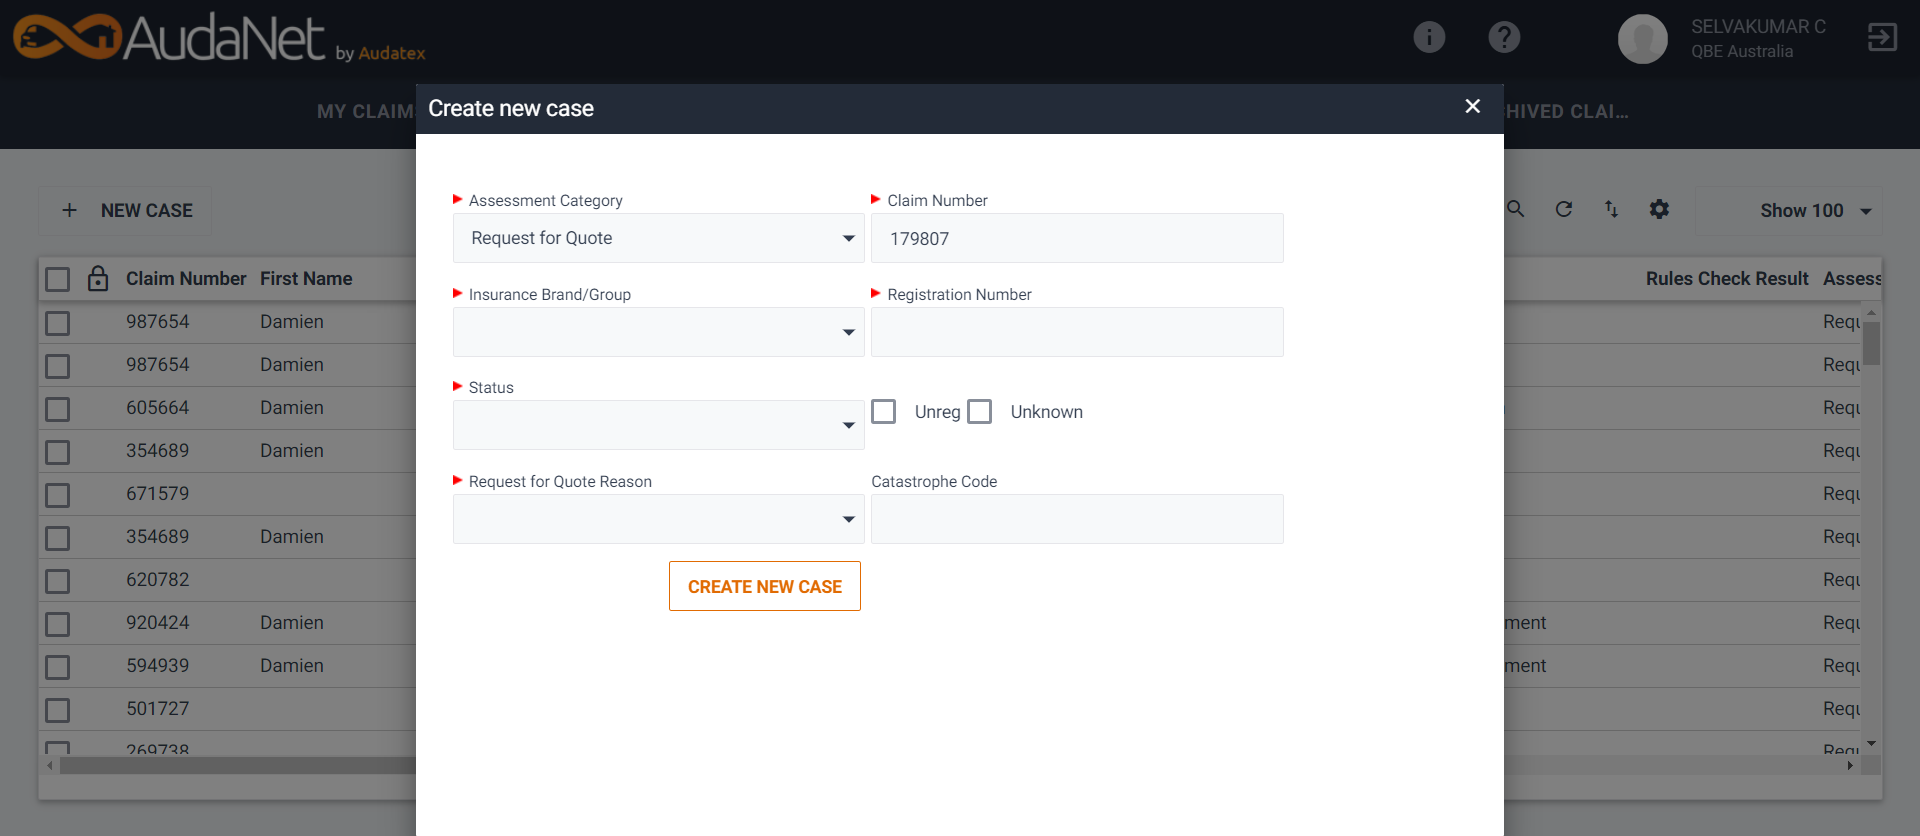 AudaNet by Audatex
SELVAKUMAR C
QBE Australia
MY CLAIM
Create new case
HIVED CLAI...
NEW CASE
Show 100
Assessment Category
Claim Number
Request for Quote
179807
Insurance Brand/Group
Registration Number
Status
Unreg
Unknown
Request for Quote Reason
Catastrophe Code
CREATE NEW CASE
Claim Number First Name
Rules Check Result Assess
987654 Damien Requ
987654 Damien Requ
605664 Damien Requ
354689 Damien Requ
671579 Requ
354689 Damien Requ
620782 Requ
920424 Damien ment Requ
594939 Damien ment Requ
501727 Requ
269738 Requ